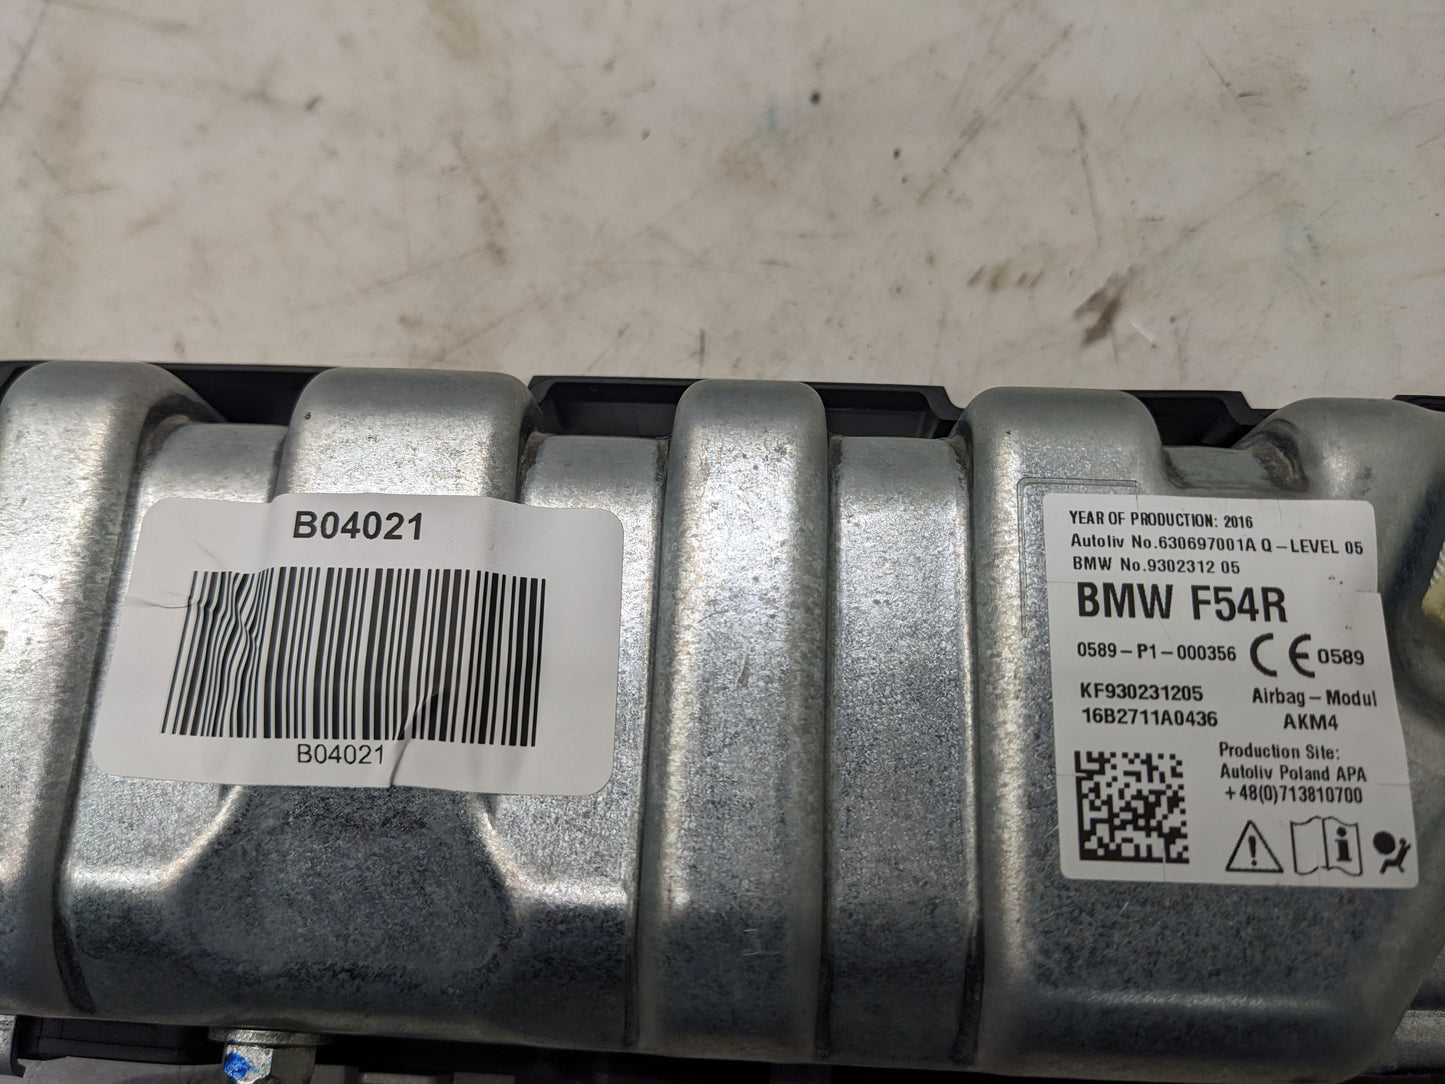 B04021
B04021
YEAR OF PRODUCTION: 2016
Autoliv No.630697001A Q-LEVEL 05
BMW No.9302312 05
BMW F54R
0589-P1-000356 CE 0589
KF930231205 Airbag-Modul
16B2711A0436 AKM4
Production Site:
Autoliv Poland APA
+48(0)713810700